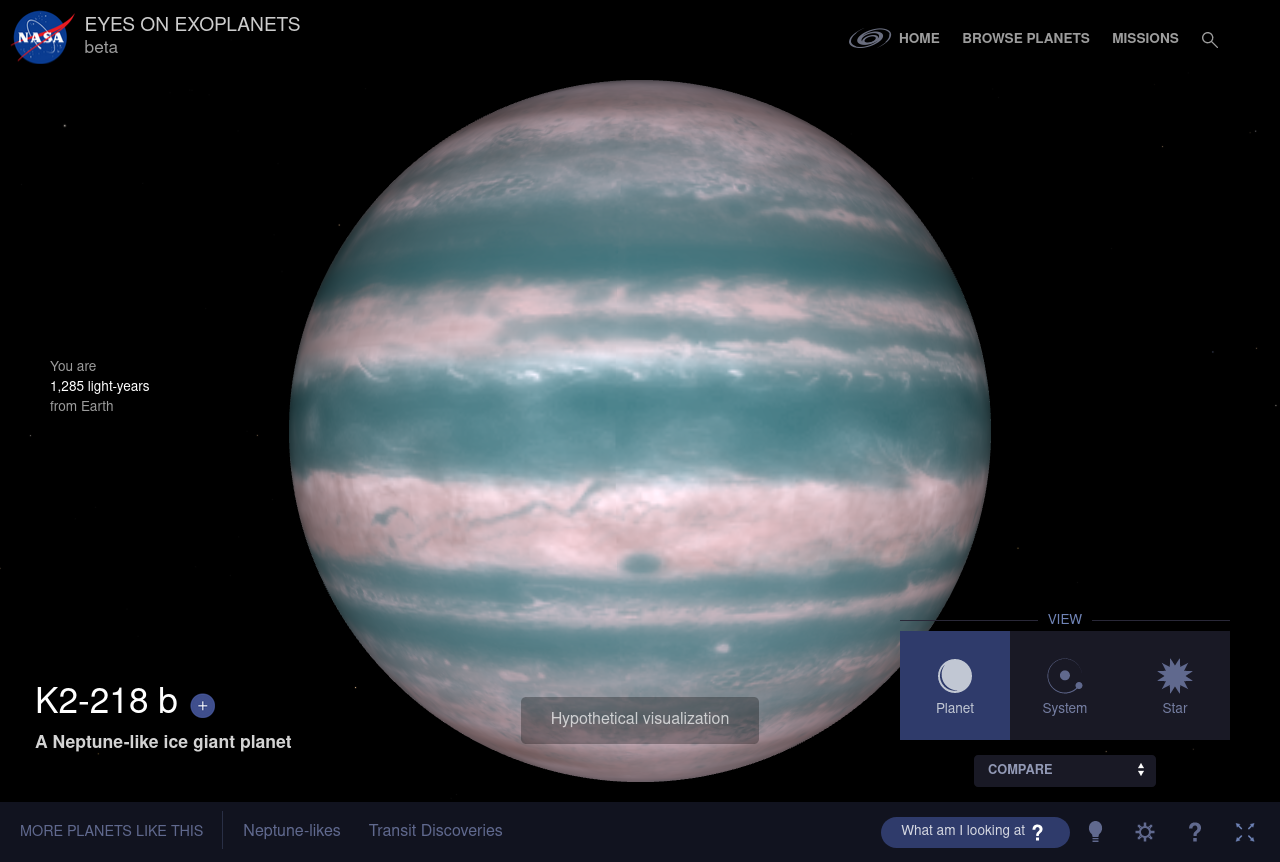 NASA
EYES ON EXOPLANETS
beta
HOME
BROWSE PLANETS
MISSIONS
You are
1,285 light-years
from Earth
K2-218 b +
A Neptune-like ice giant planet
Hypothetical visualization
VIEW
Planet
System
Star
COMPARE
MORE PLANETS LIKE THIS
Neptune-likes
Transit Discoveries
What am I looking at ?
?